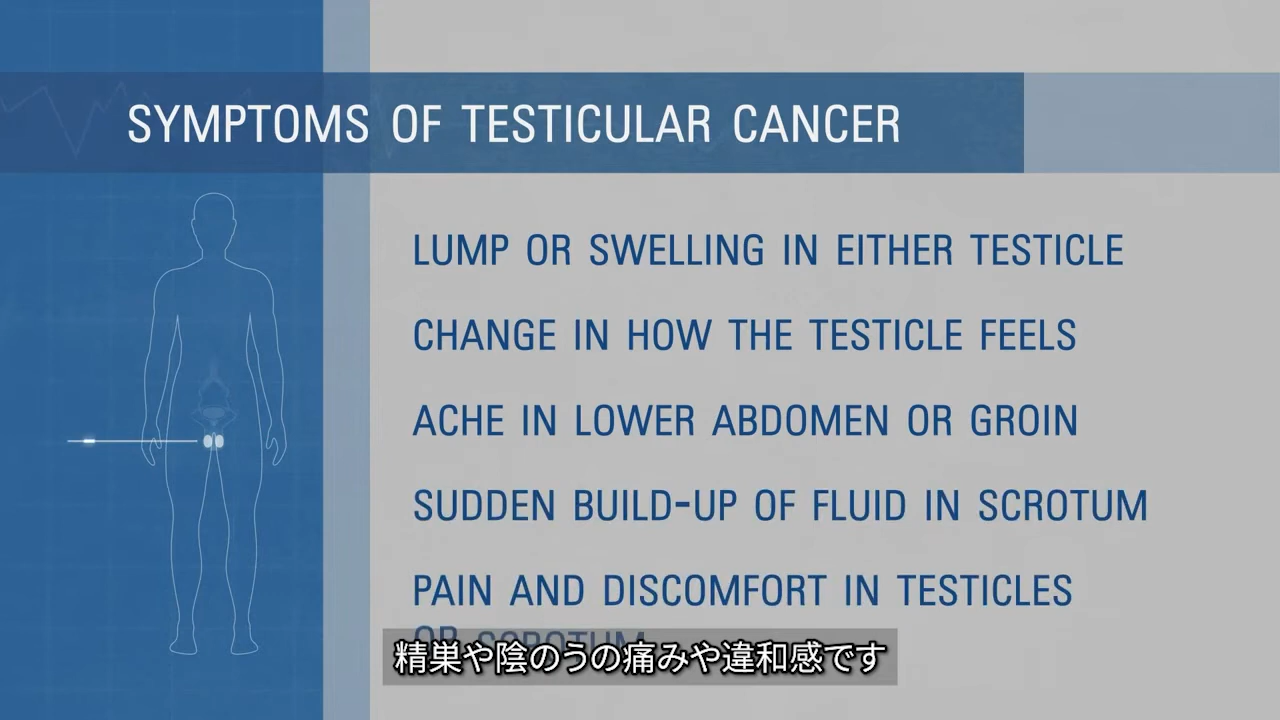 SYMPTOMS OF TESTICULAR CANCER
LUMP OR SWELLING IN EITHER TESTICLE
CHANGE IN HOW THE TESTICLE FEELS
ACHE IN LOWER ABDOMEN OR GROIN
SUDDEN BUILD-UP OF FLUID IN SCROTUM
PAIN AND DISCOMFORT IN TESTICLES
OR SCROTUM
精巣や陰のうの痛みや違和感です